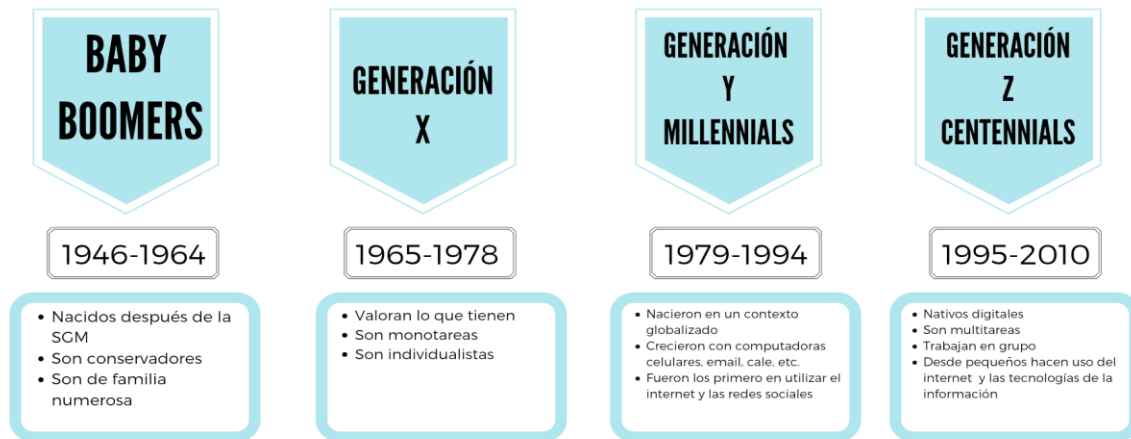 BABY
BOOMERS
1946-1964
• Nacidos después de la
SGM
• Son conservadores
• Son de familia
numerosa
GENERACIÓN
X
1965-1978
• Valoran lo que tienen
• Son monotareas
• Son individualistas
GENERACIÓN
Y
MILLENNIALS
1979-1994
• Nacieron en un contexto
globalizado
• Crecieron con computadoras
celulares, email, cale, etc.
• Fueron los primero en utilizar el
internet y las redes sociales
GENERACIÓN
Z
CENTENNIALS
1995-2010
• Nativos digitales
• Son multitareas
• Trabajan en grupo
• Desde pequeños hacen uso del
internet y las tecnologías de la
información